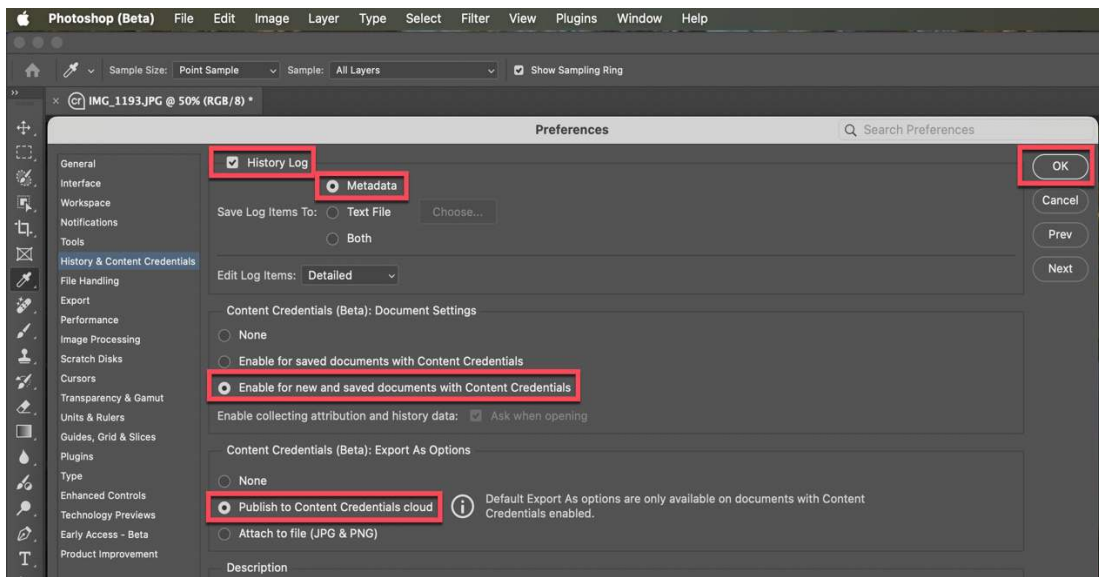 Photoshop (Beta) File Edit Image Layer Type Select Filter View Plugins Window Help
Sample Size: Point Sample Sample: All Layers Show Sampling Ring
× cr IMG_1193.JPG @ 50% (RGB/8) *
Preferences
Search Preferences
General
Interface
Workspace
Notifications
Tools
History & Content Credentials
File Handling
Export
Performance
Image Processing
Scratch Disks
Cursors
Transparency & Gamut
Units & Rulers
Guides, Grid & Slices
Plugins
Type
Enhanced Controls
Technology Previews
Early Access - Beta
Product Improvement
History Log
Metadata
Save Log Items To: Text File Choose...
Both
Edit Log Items: Detailed
Content Credentials (Beta): Document Settings
None
Enable for saved documents with Content Credentials
Enable for new and saved documents with Content Credentials
Enable collecting attribution and history data: Ask when opening
Content Credentials (Beta): Export As Options
None
Publish to Content Credentials cloud
Default Export As options are only available on documents with Content
Credentials enabled.
Attach to file (JPG & PNG)
Description
OK
Cancel
Prev
Next